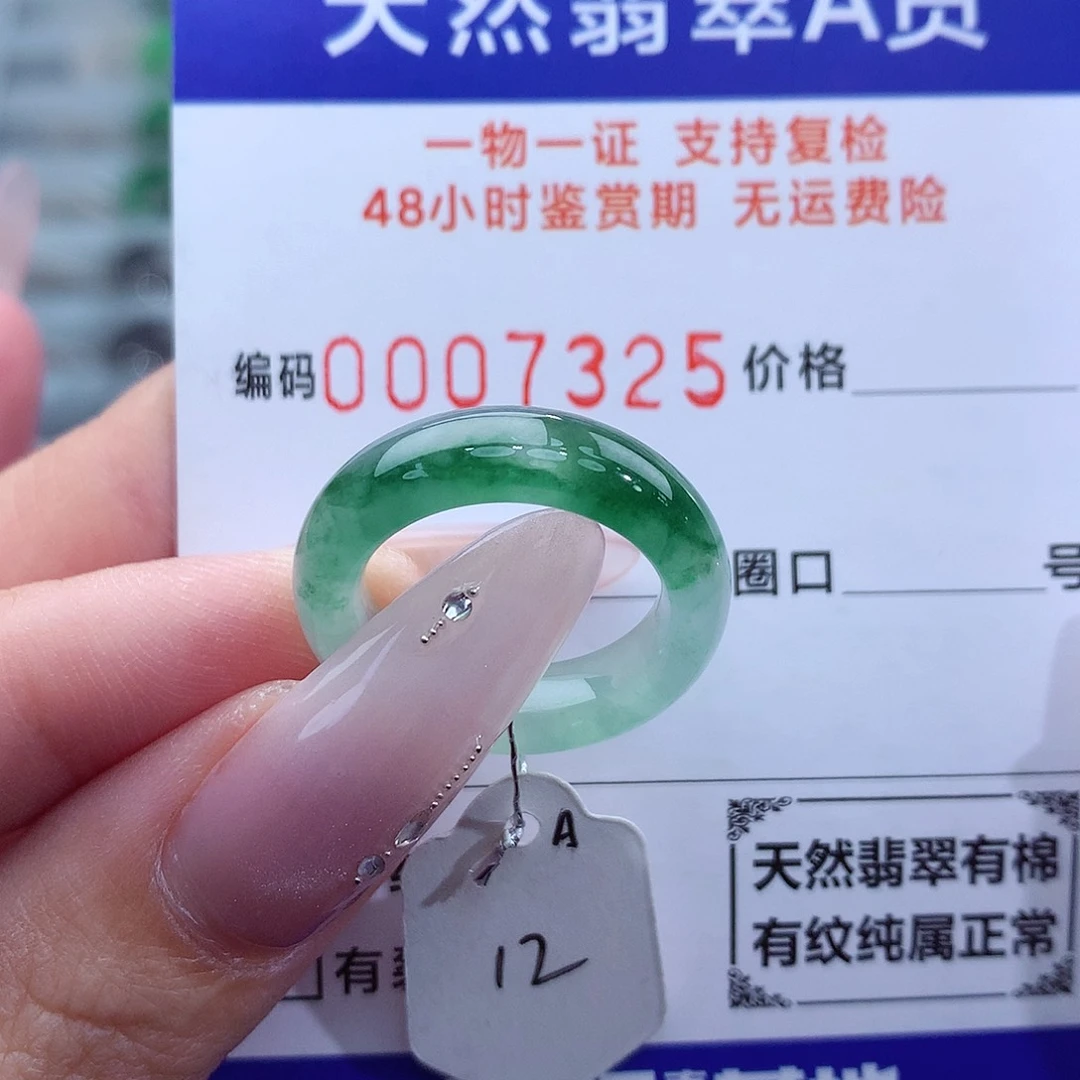 天然翡翠A货
一物一证 支持复检
48小时鉴赏期 无运费险
编码0007325 价格
圈口 号
A
12
天然翡翠有棉
有纹纯属正常
有